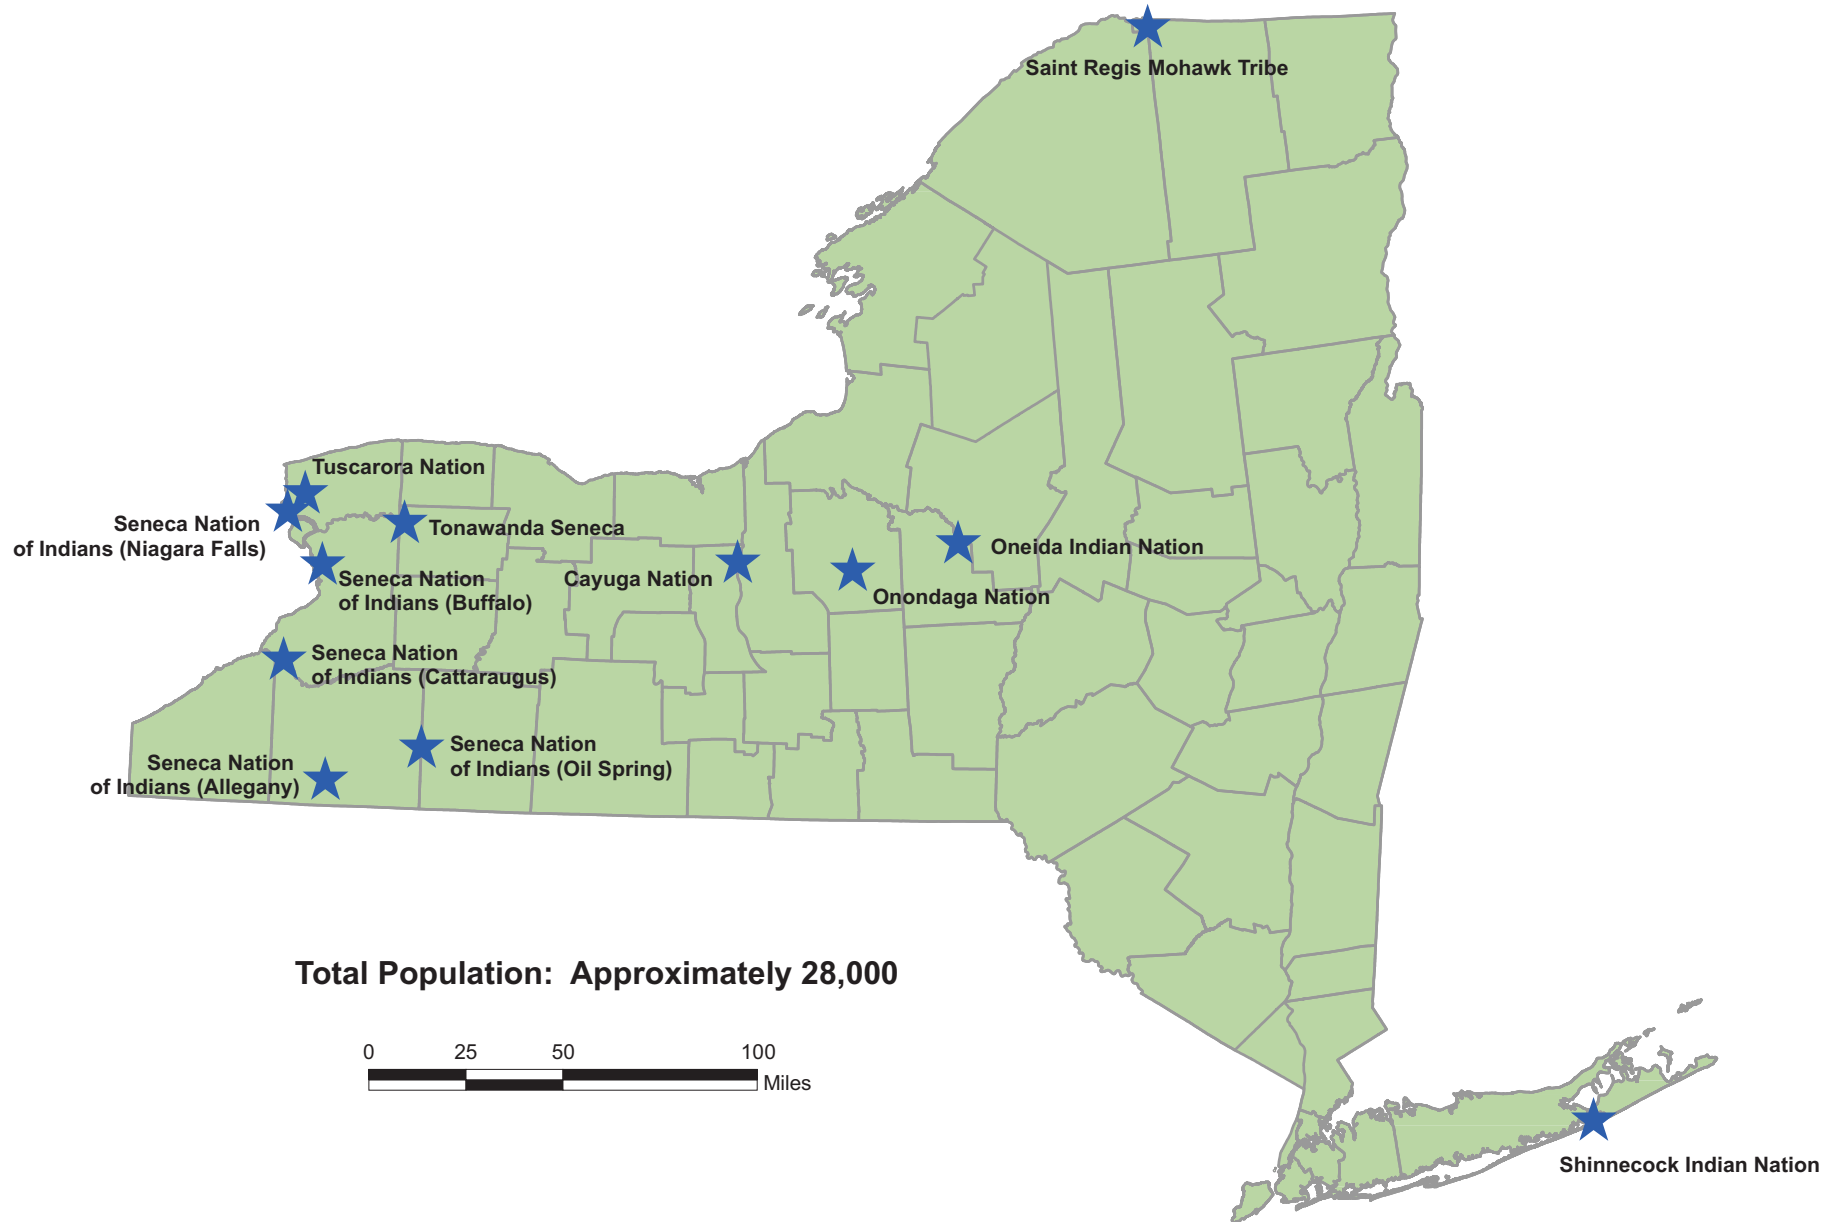 Saint Regis Mohawk Tribe
Tuscarora Nation
Seneca Nation
of Indians (Niagara Falls)
Tonawanda Seneca
Seneca Nation
of Indians (Buffalo)
Cayuga Nation
Oneida Indian Nation
Onondaga Nation
Seneca Nation
of Indians (Cattaraugus)
Seneca Nation
of Indians (Oil Spring)
Seneca Nation
of Indians (Allegany)
Total Population: Approximately 28,000
0 25 50 100
Miles
Shinnecock Indian Nation